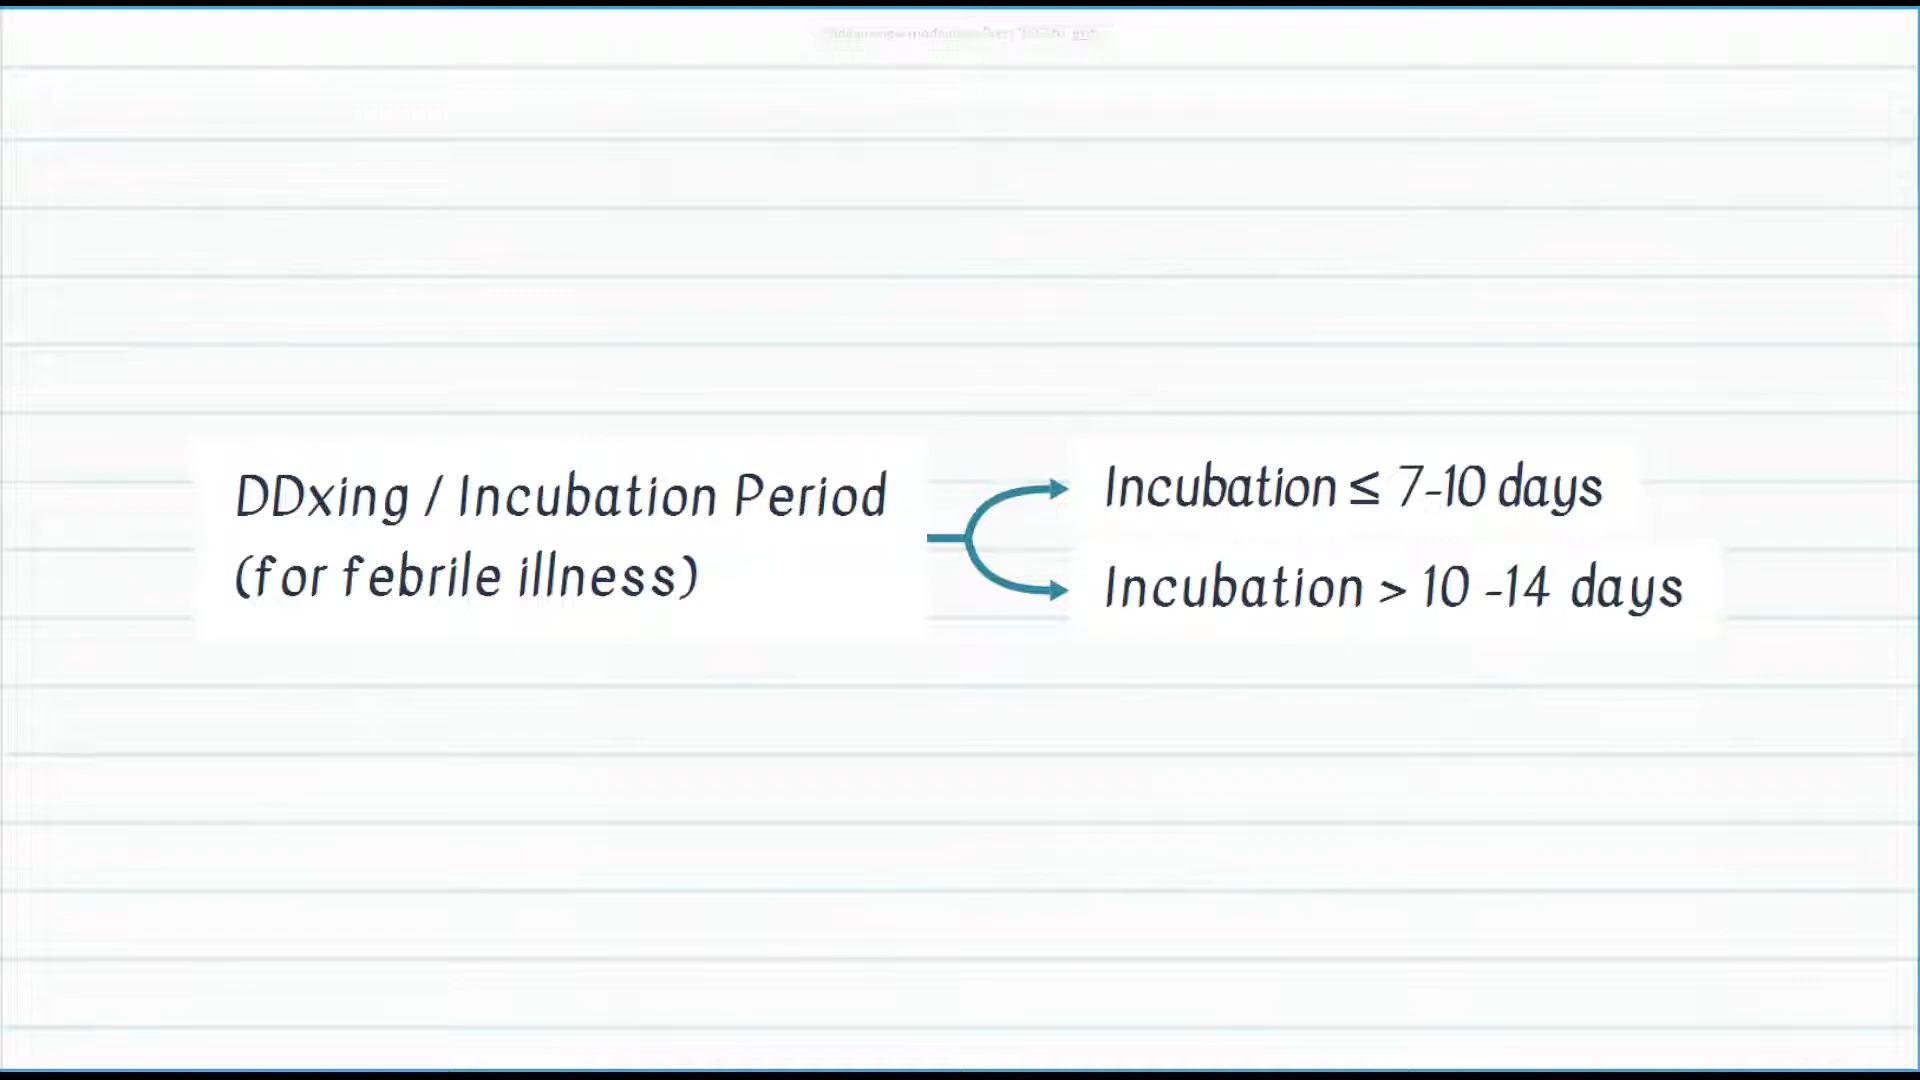 DDxing / Incubation Period
(for febrile illness)
Incubation ≤ 7-10 days
Incubation > 10 -14 days